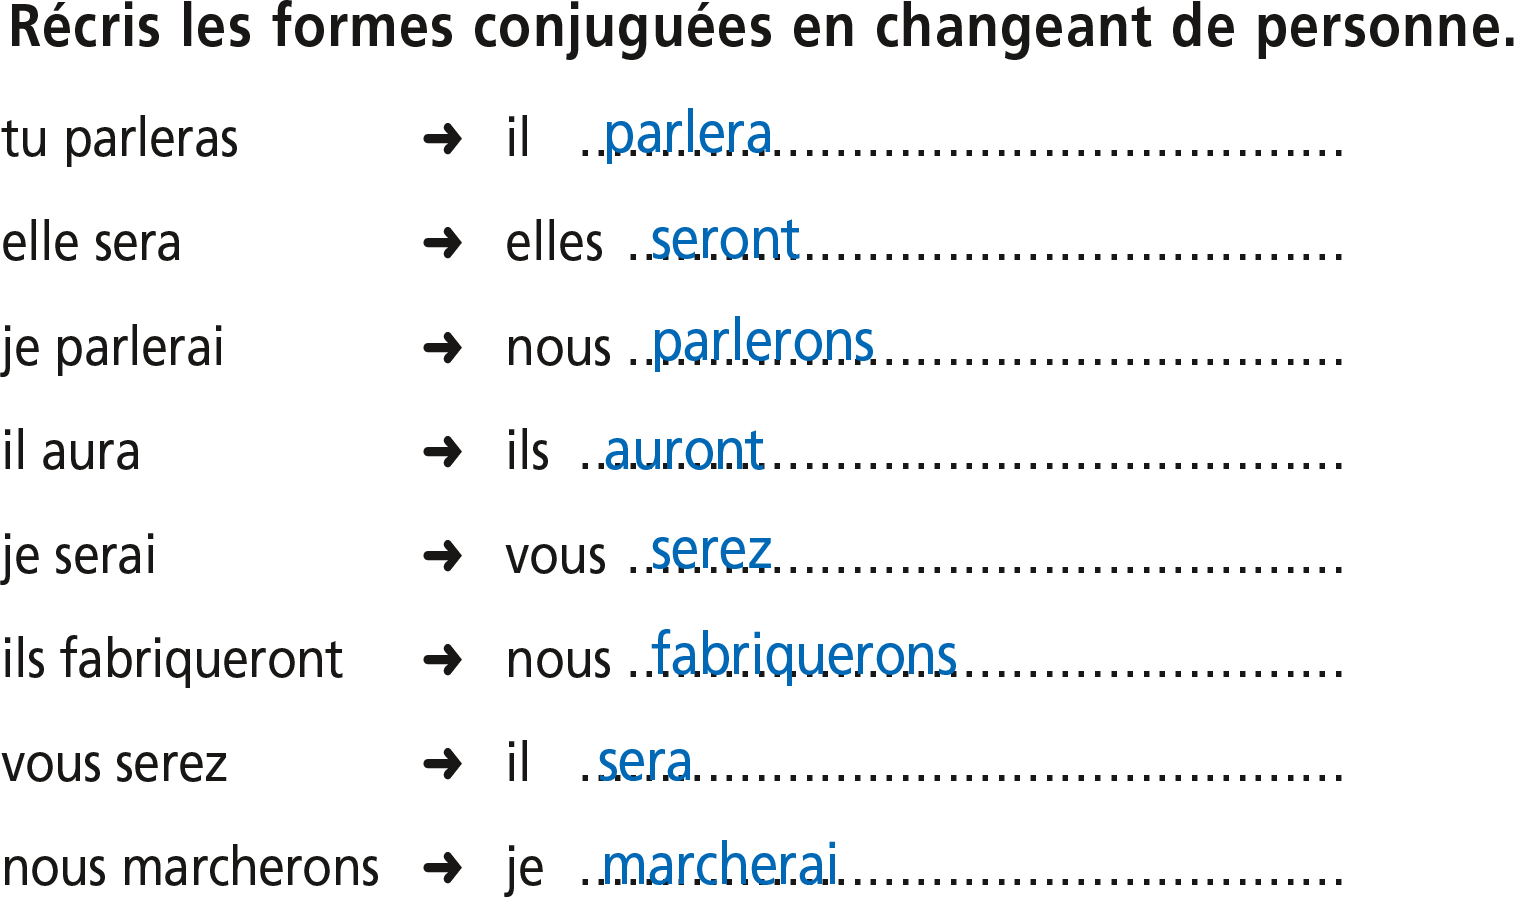 Récris les formes conjuguées en changeant de personne.
tu parleras ➜ il parlera
elle sera ➜ elles seront
je parlerai ➜ nous parlerons
il aura ➜ ils auront
je serai ➜ vous serez
ils fabriqueront ➜ nous fabriquerons
vous serez ➜ il sera
nous marcherons ➜ je marcherai